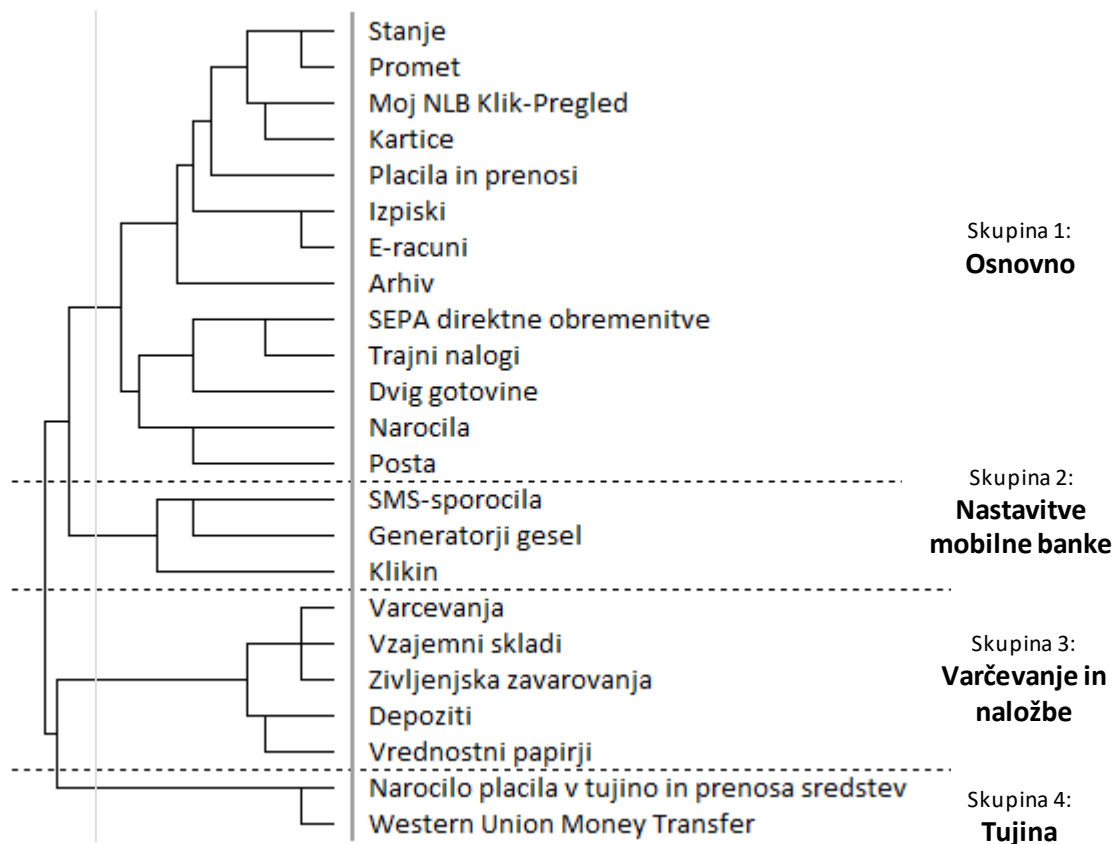 Stanje
Promet
Moj NLB Klik-Pregled
Kartice
Placila in prenosi
Izpiski
E-racuni
Arhiv
SEPA direktne obremenitve
Trajni nalogi
Dvig gotovine
Narocila
Posta
SMS-sporocila
Generatorji gesel
Klikin
Varcevanja
Vzajemni skladi
Zivljenjska zavarovanja
Depoziti
Vrednostni papirji
Narocilo placila v tujino in prenosa sredstev
Western Union Money Transfer
Skupina 1:
Osnovno
Skupina 2:
Nastavitve
mobilne banke
Skupina 3:
Varčevanje in
naložbe
Skupina 4:
Tujina